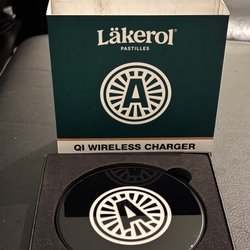 Läkerol
PASTILLES
A
QI WIRELESS CHARGER
A